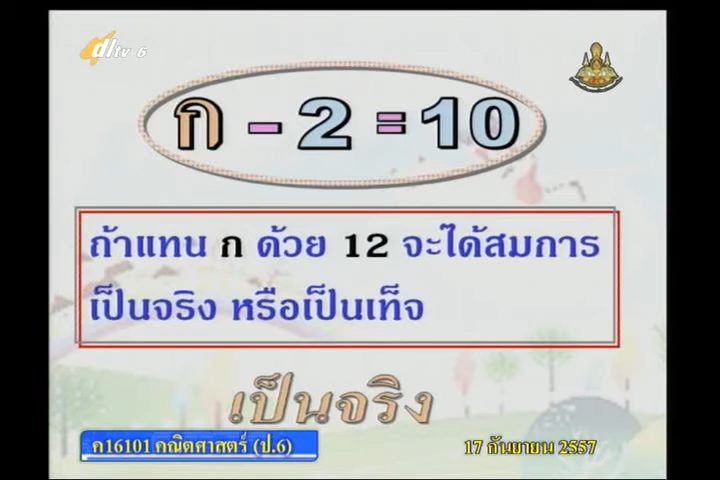 dltv 6
ก - 2 = 10
ถ้าแทน ก ด้วย 12 จะได้สมการ
เป็นจริง หรือเป็นเท็จ
เป็นจริง
ค16101 คณิตศาสตร์ (ป.6)
17 กันยายน 2557